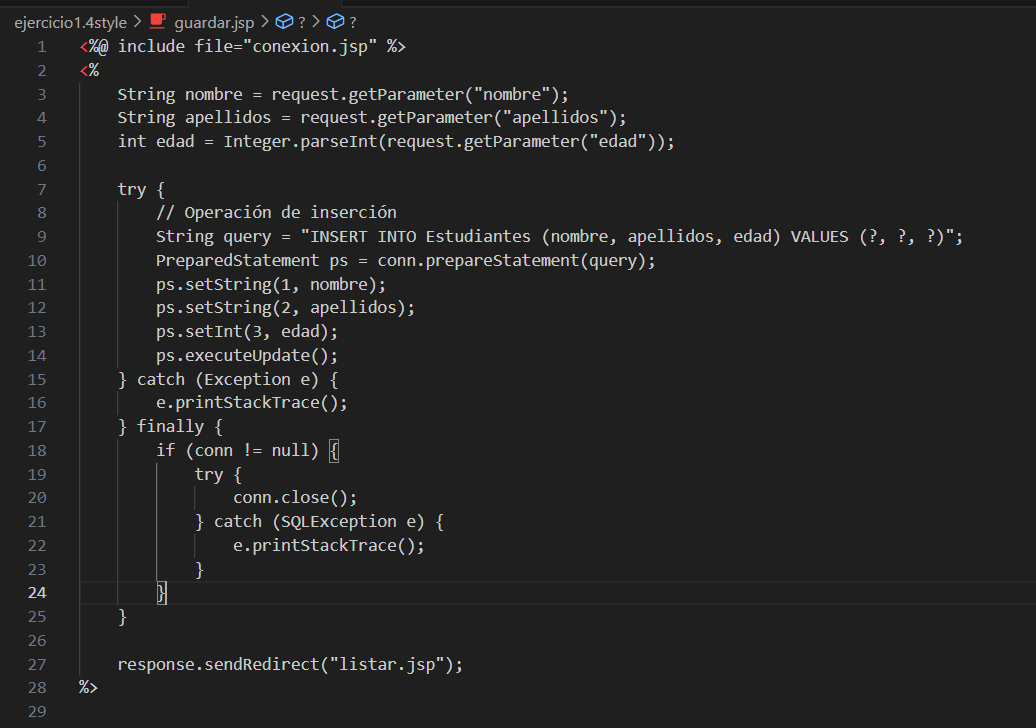 ejercicio1.4style > guardar.jsp > ? > ?
1 <%@ include file="conexion.jsp" %>
2 <%
3     String nombre = request.getParameter("nombre");
4     String apellidos = request.getParameter("apellidos");
5     int edad = Integer.parseInt(request.getParameter("edad"));
6
7     try {
8         // Operación de inserción
9         String query = "INSERT INTO Estudiantes (nombre, apellidos, edad) VALUES (?, ?, ?)";
10         PreparedStatement ps = conn.prepareStatement(query);
11         ps.setString(1, nombre);
12         ps.setString(2, apellidos);
13         ps.setInt(3, edad);
14         ps.executeUpdate();
15     } catch (Exception e) {
16         e.printStackTrace();
17     } finally {
18         if (conn != null) {
19             try {
20                 conn.close();
21             } catch (SQLException e) {
22                 e.printStackTrace();
23             }
24         }
25     }
26
27     response.sendRedirect("listar.jsp");
28 %>
29